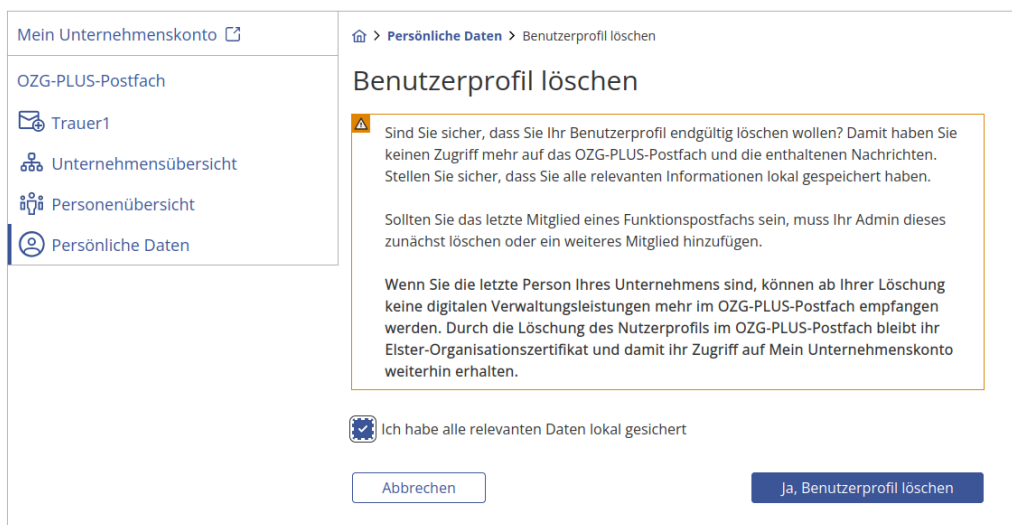 Mein Unternehmenskonto
OZG-PLUS-Postfach
Trauer1
Unternehmensübersicht
Personenübersicht
Persönliche Daten
> Persönliche Daten > Benutzerprofil löschen
Benutzerprofil löschen
Sind Sie sicher, dass Sie Ihr Benutzerprofil endgültig löschen wollen? Damit haben Sie
keinen Zugriff mehr auf das OZG-PLUS-Postfach und die enthaltenen Nachrichten.
Stellen Sie sicher, dass Sie alle relevanten Informationen lokal gespeichert haben.
Sollten Sie das letzte Mitglied eines Funktionspostfachs sein, muss Ihr Admin dieses
zunächst löschen oder ein weiteres Mitglied hinzufügen.
Wenn Sie die letzte Person Ihres Unternehmens sind, können ab Ihrer Löschung
keine digitalen Verwaltungsleistungen mehr im OZG-PLUS-Postfach empfangen
werden. Durch die Löschung des Nutzerprofils im OZG-PLUS-Postfach bleibt ihr
Elster-Organisationszertifikat und damit ihr Zugriff auf Mein Unternehmenskonto
weiterhin erhalten.
Ich habe alle relevanten Daten lokal gesichert
Abbrechen
Ja, Benutzerprofil löschen